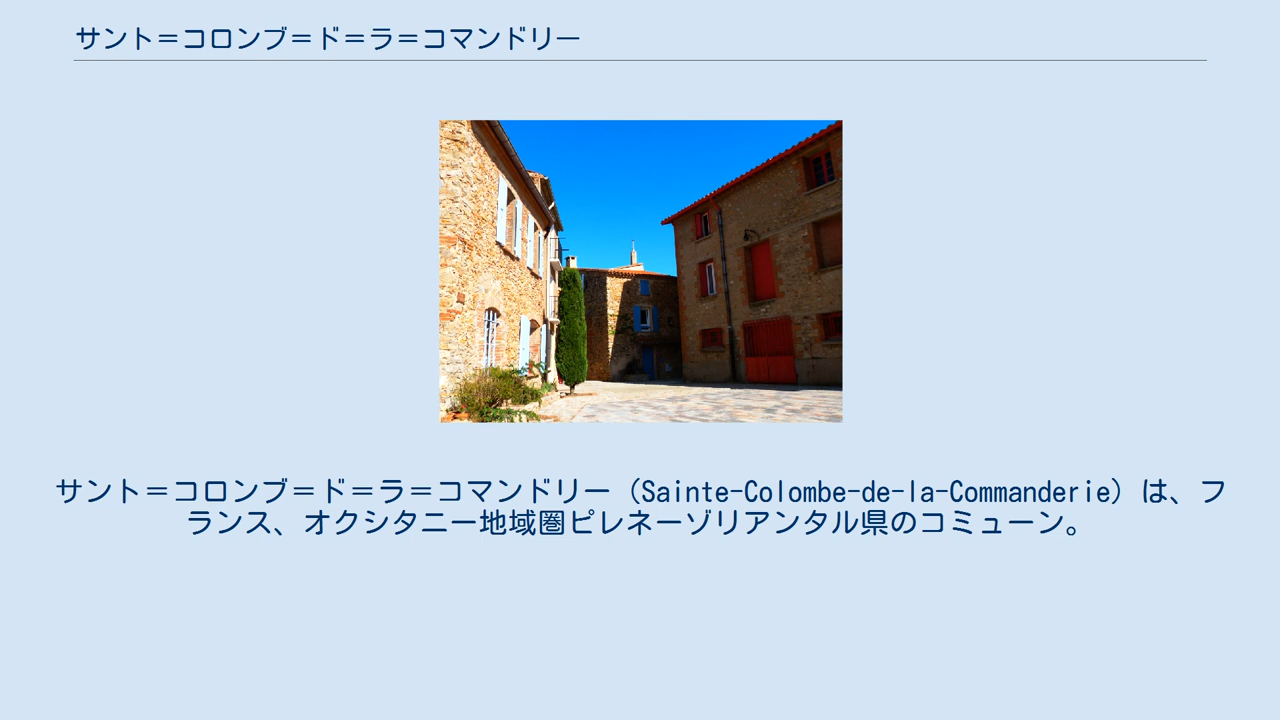 サント＝コロンブ＝ド＝ラ＝コマンドリー
サント＝コロンブ＝ド＝ラ＝コマンドリー（Sainte-Colombe-de-la-Commanderie）は、フ
ランス、オクシタニー地域圏ピレネーゾリアンタル県のコミューン。